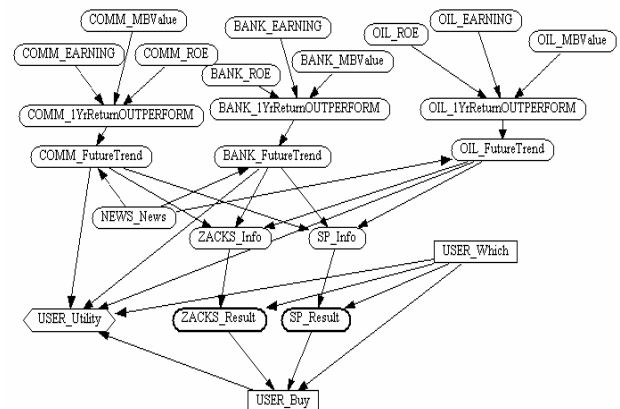 COMM_MBValue
BANK_EARNING
OIL_EARNING
OIL_ROE
OIL_MBValue
COMM_EARNING
COMM_ROE
BANK_MBValue
BANK_ROE
COMM_1YrReturnOUTPERFORM
BANK_1YrReturnOUTPERFORM
OIL_1YrReturnOUTPERFORM
COMM_FutureTrend
BANK_FutureTrend
OIL_FutureTrend
NEWS_News
ZACKS_Info
SP_Info
USER_Which
USER_Utility
ZACKS_Result
SP_Result
USER_Buy